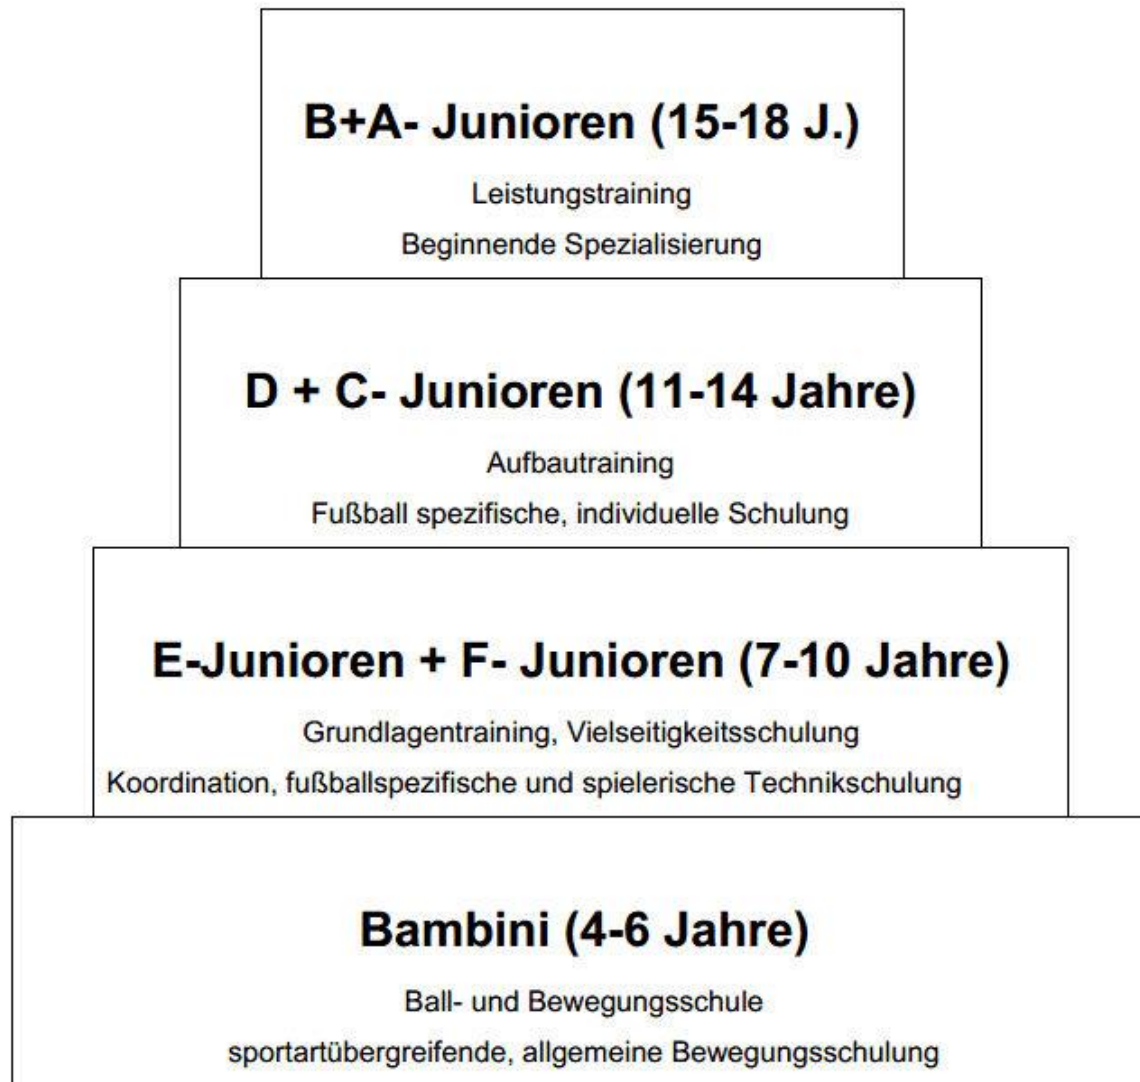 B+A- Junioren (15-18 J.)
Leistungstraining
Beginnende Spezialisierung
D + C- Junioren (11-14 Jahre)
Aufbautraining
Fußball spezifische, individuelle Schulung
E-Junioren + F- Junioren (7-10 Jahre)
Grundlagentraining, Vielseitigkeitsschulung
Koordination, fußballspezifische und spielerische Technikschulung
Bambini (4-6 Jahre)
Ball- und Bewegungsschule
sportartübergreifende, allgemeine Bewegungsschulung